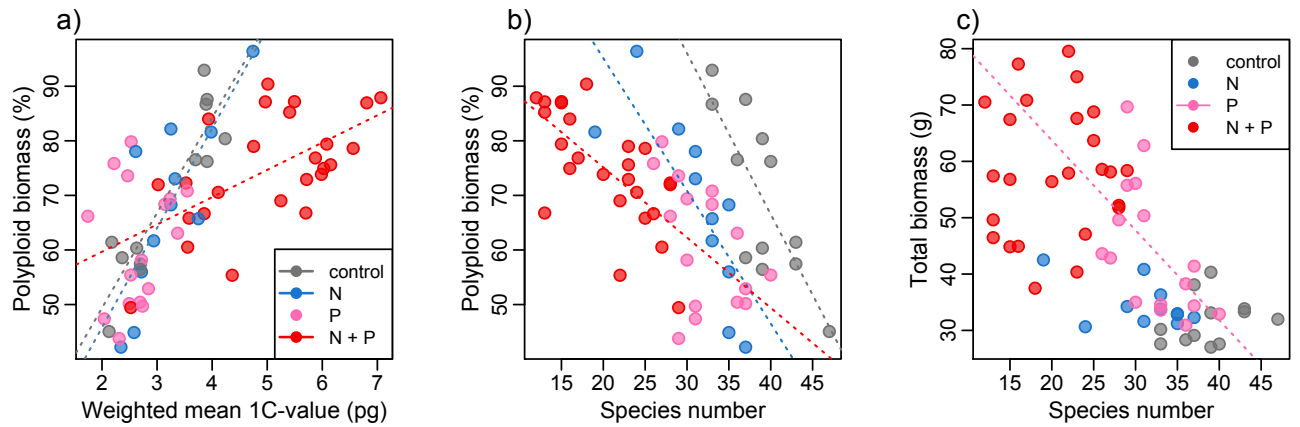 a)
Polyploid biomass (%)
90
80
70
60
50
2 3 4 5 6 7
Weighted mean 1C-value (pg)
control
N
P
N + P
b)
Polyploid biomass (%)
90
80
70
60
50
15 20 25 30 35 40 45
Species number
c)
Total biomass (g)
80
70
60
50
40
30
15 20 25 30 35 40 45
Species number
control
N
P
N + P